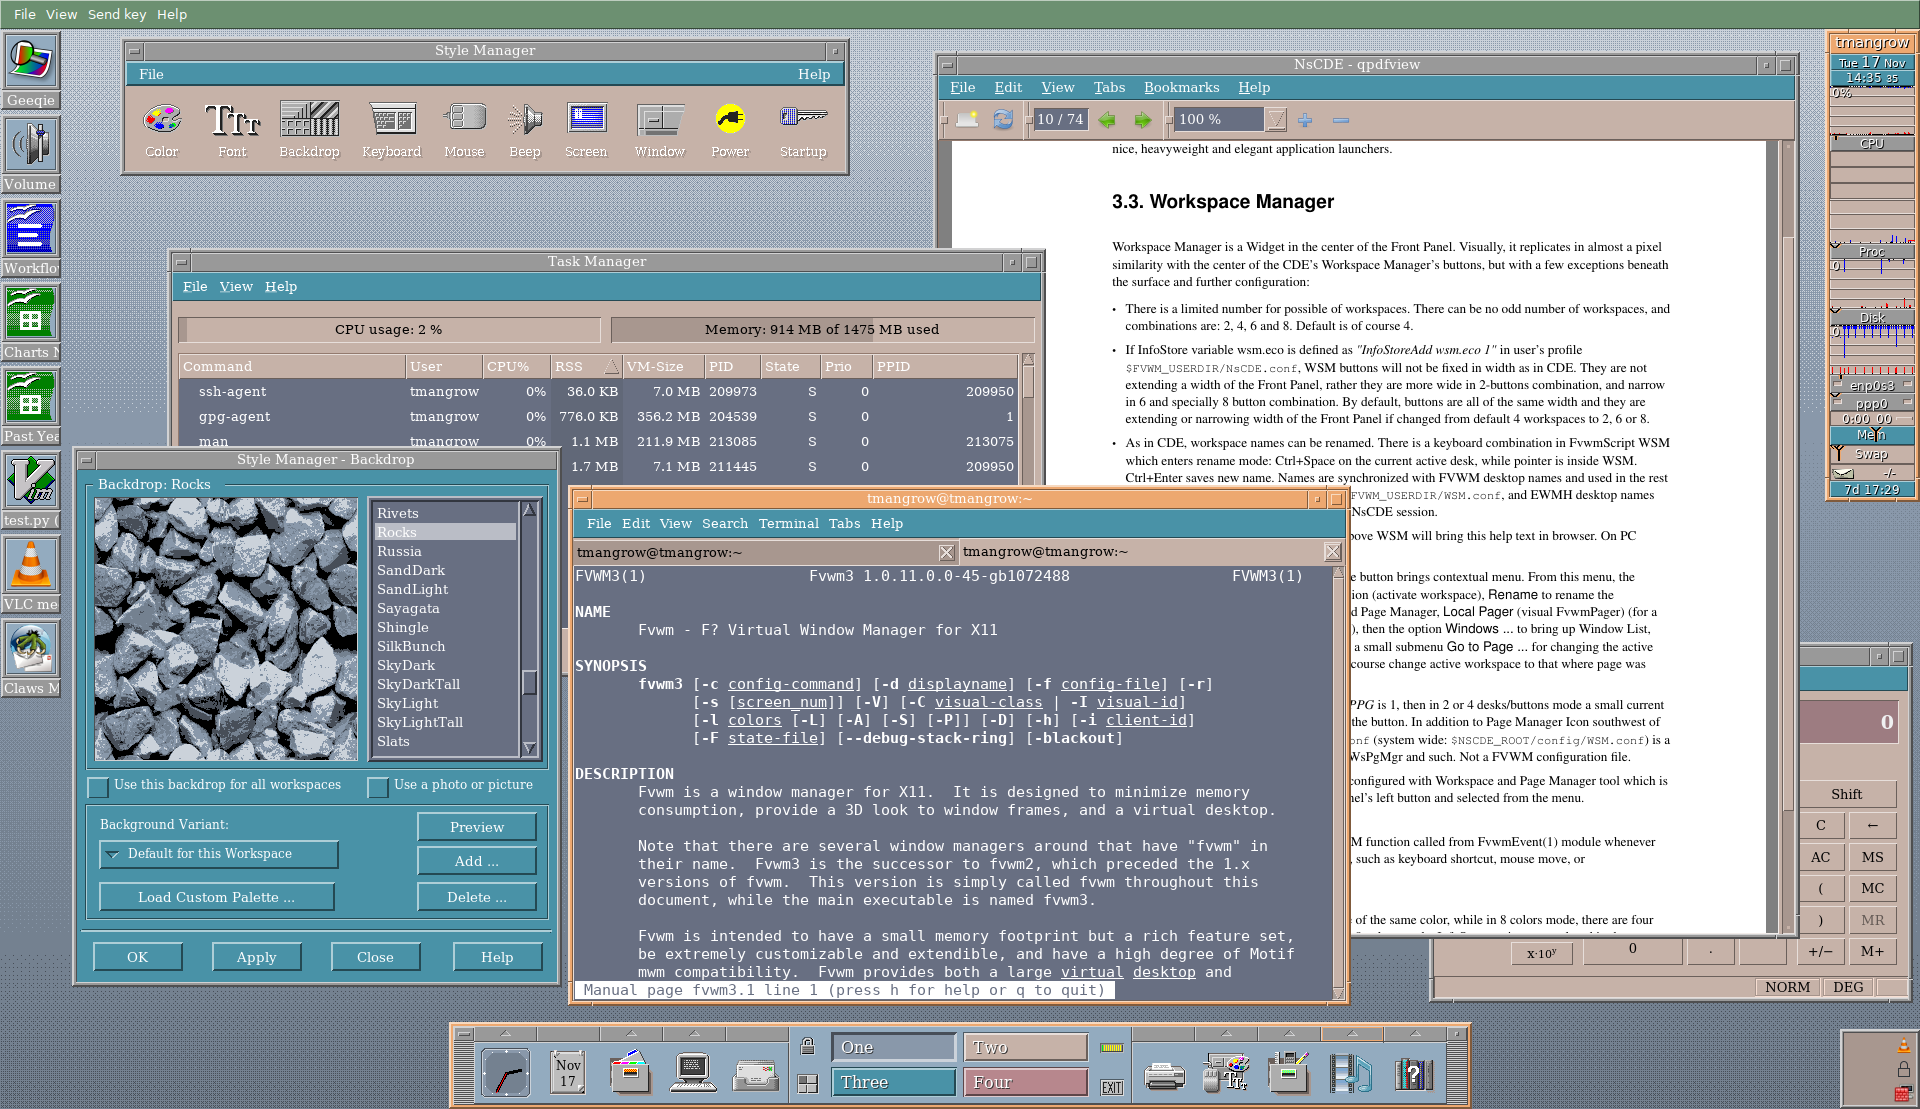 File View Send key Help
Geeqie
Volume
Workflo
Charts
Past Yea
test.py (
VLC me
Claws M
Style Manager
File Help
Color Font Backdrop Keyboard Mouse Beep Screen Window Power Startup
Task Manager
File View Help
CPU usage: 2 %
Memory: 914 MB of 1475 MB used
Command User CPU% RSS VM-Size PID State Prio PPID
ssh-agent tmangrow 0% 36.0 KB 7.0 MB 209973 S 0 209950
gpg-agent tmangrow 0% 776.0 KB 356.2 MB 204539 S 0 1
man tmangrow 0% 1.1 MB 211.9 MB 213085 S 0 213075
1.7 MB 7.1 MB 211445 S 0 209950
Style Manager - Backdrop
Backdrop: Rocks
Rivets
Rocks
Russia
SandDark
SandLight
Sayagata
Shingle
SilkBunch
SkyDark
SkyDarkTall
SkyLight
SkyLightTall
Slats
Use this backdrop for all workspaces
Use a photo or picture
Background Variant:
Default for this Workspace
Load Custom Palette ...
Preview
Add ...
Delete ...
OK Apply Close Help
NsCDE - qpdfview
File Edit View Tabs Bookmarks Help
10 / 74
100 %
nice, heavyweight and elegant application launchers.
3.3. Workspace Manager
Workspace Manager is a Widget in the center of the Front Panel. Visually, it replicates in almost a pixel
similarity with the center of the CDE's Workspace Manager's buttons, but with a few exceptions beneath
the surface and further configuration:
• There is a limited number for possible of workspaces. There can be no odd number of workspaces, and
combinations are: 2, 4, 6 and 8. Default is of course 4.
• If InfoStore variable wsm.eco is defined as "InfoStoreAdd wsm.eco 1" in user's profile
$FVWM_USERDIR/NsCDE.conf, WSM buttons will not be fixed in width as in CDE. They are not
extending a width of the Front Panel, rather they are more wide in 2-buttons combination, and narrow
in 6 and specially 8 button combination. By default, buttons are all of the same width and they are
extending or narrowing width of the Front Panel if changed from default 4 workspaces to 2, 6 or 8.
• As in CDE, workspace names can be renamed. There is a keyboard combination in FvwmScript WSM
which enters rename mode: Ctrl+Space on the current active desk, while pointer is inside WSM.
Ctrl+Enter saves new name. Names are synchronized with FVWM desktop names and used in the rest
FVWM_USERDIR/WSM.conf, and EWMH desktop names
NsCDE session.
ove WSM will bring this help text in browser. On PC
e button brings contextual menu. From this menu, the
ion (activate workspace), Rename to rename the
d Page Manager, Local Pager (visual FvwmPager) (for a
), then the option Windows ... to bring up Window List,
a small submenu Go to Page ... for changing the active
course change active workspace to that where page was
PPG is 1, then in 2 or 4 desks/buttons mode a small current
the button. In addition to Page Manager Icon southwest of
onf (system wide: $NSCDE_ROOT/config/WSM.conf) is a
WsPgMgr and such. Not a FVWM configuration file.
configured with Workspace and Page Manager tool which is
nel's left button and selected from the menu.
M function called from FvwmEvent(1) module whenever
, such as keyboard shortcut, mouse move, or
of the same color, while in 8 colors mode, there are four
tmangrow@tmangrow:~
File Edit View Search Terminal Tabs Help
tmangrow@tmangrow:~
tmangrow@tmangrow:~
FVWM3(1) Fvwm3 1.0.11.0.0-45-gb1072488 FVWM3(1)
NAME
Fvwm - F? Virtual Window Manager for X11
SYNOPSIS
fvwm3 [-c config-command] [-d displayname] [-f config-file] [-r]
[-s [screen_num]] [-V] [-C visual-class | -I visual-id]
[-l colors [-L] [-A] [-S] [-P]] [-D] [-h] [-i client-id]
[-F state-file] [--debug-stack-ring] [-blackout]
DESCRIPTION
Fvwm is a window manager for X11. It is designed to minimize memory
consumption, provide a 3D look to window frames, and a virtual desktop.
Note that there are several window managers around that have "fvwm" in
their name. Fvwm3 is the successor to fvwm2, which preceded the 1.x
versions of fvwm. This version is simply called fvwm throughout this
document, while the main executable is named fvwm3.
Fvwm is intended to have a small memory footprint but a rich feature set,
be extremely customizable and extendible, and have a high degree of Motif
mwm compatibility. Fvwm provides both a large virtual desktop and
Manual page fvwm3.1 line 1 (press h for help or q to quit)
0
Shift
C ←
AC MS
( MC
) MR
x·10ʸ 0 . +/− M+
NORM DEG
tmangrow
Tue 17 Nov
14:35 35
0%
CPU
Proc
0
Disk
0
enp0s3
ppp0
0:00 00
Mem
Swap
-/-
7d 17:29
Nov
17
One Two
Three Four
EXIT